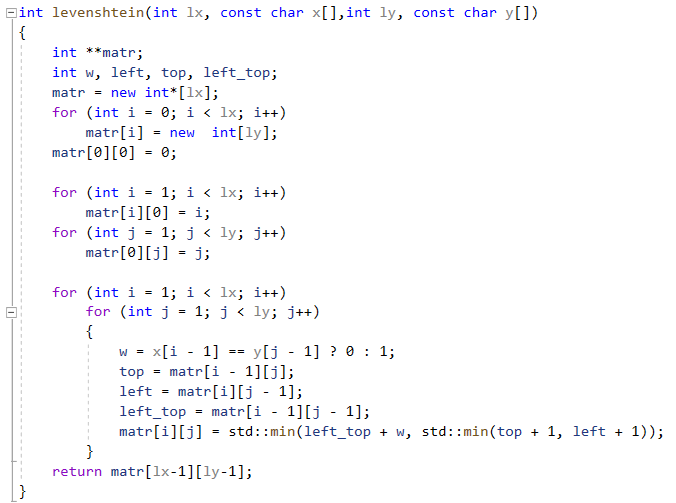 int levenshtein(int lx, const char x[],int ly, const char y[])
{
    int **matr;
    int w, left, top, left_top;
    matr = new int*[lx];
    for (int i = 0; i < lx; i++)
        matr[i] = new  int[ly];
    matr[0][0] = 0;

    for (int i = 1; i < lx; i++)
        matr[i][0] = i;
    for (int j = 1; j < ly; j++)
        matr[0][j] = j;

    for (int i = 1; i < lx; i++)
        for (int j = 1; j < ly; j++)
        {
            w = x[i - 1] == y[j - 1] ? 0 : 1;
            top = matr[i - 1][j];
            left = matr[i][j - 1];
            left_top = matr[i - 1][j - 1];
            matr[i][j] = std::min(left_top + w, std::min(top + 1, left + 1));
        }
    return matr[lx-1][ly-1];
}